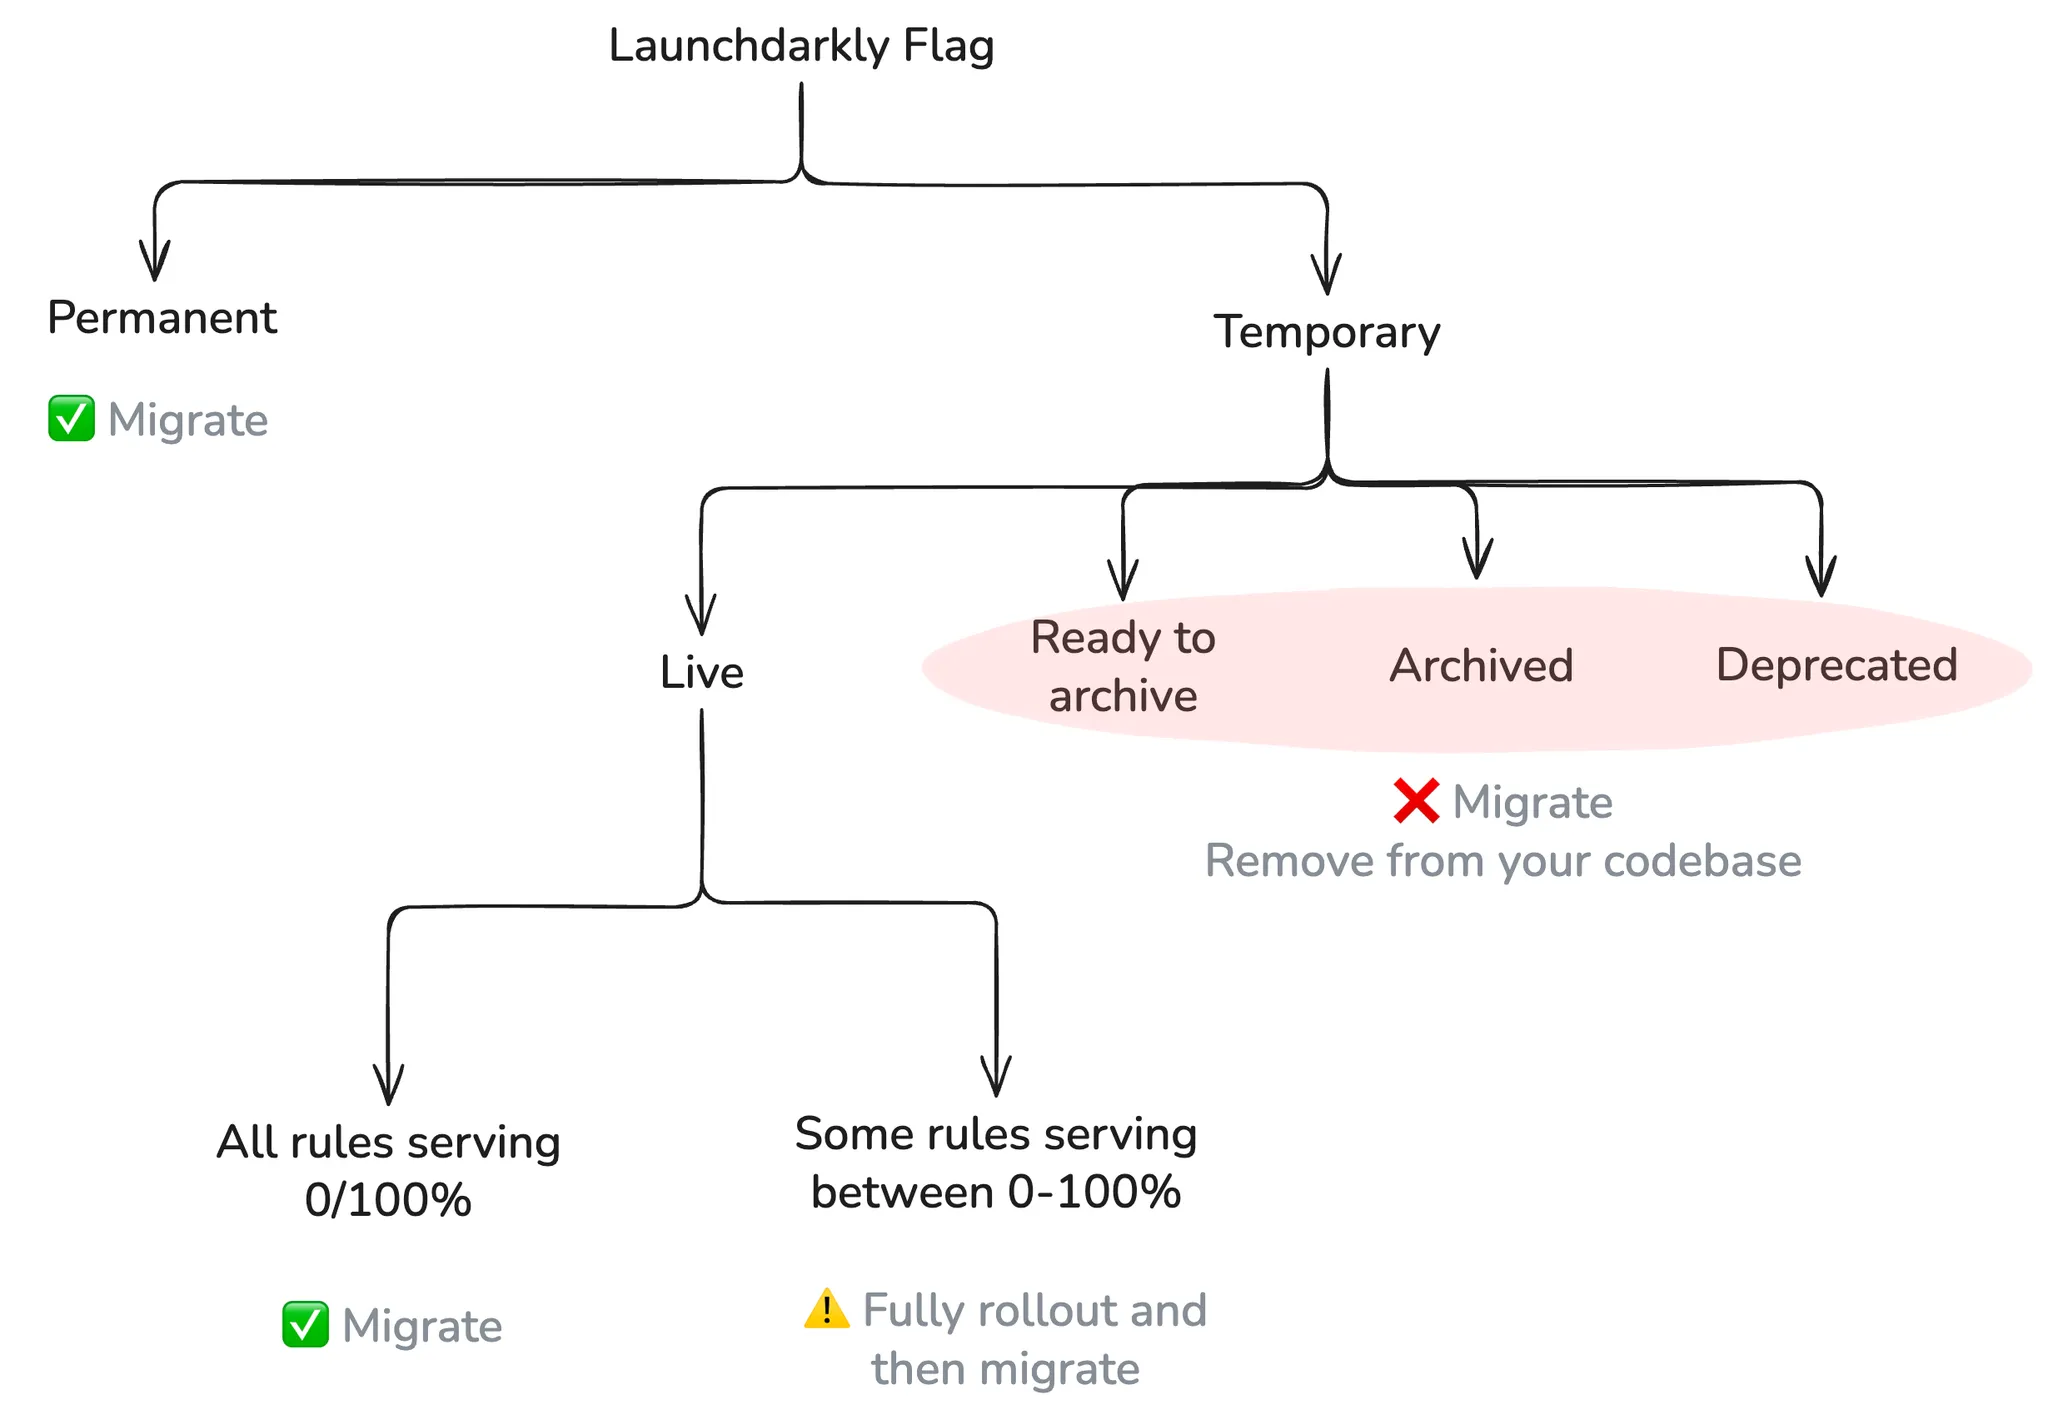 Launchdarkly Flag
Permanent
✅ Migrate
Temporary
Live
Ready to
archive
Archived
Deprecated
❌ Migrate
Remove from your codebase
All rules serving
0/100%
✅ Migrate
Some rules serving
between 0-100%
⚠️ Fully rollout and
then migrate